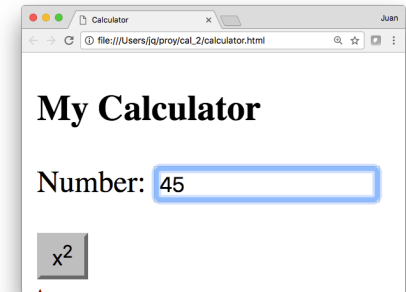 Calculator
Juan
file:///Users/jq/proy/cal_2/calculator.html
My Calculator
Number: 45
x²